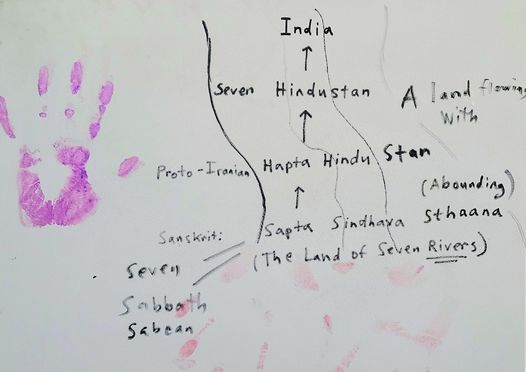 India
↑
Seven Hindustan
A land flowing
With
↑
Proto-Iranian Hapta Hindu Stan
(Abounding)
↑
Sanskrit: Sapta Sindhava Sthaana
(The Land of Seven Rivers)
Seven
Sabbath
Sabean